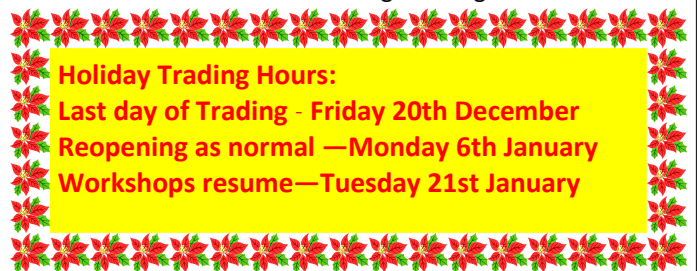 Holiday Trading Hours:
Last day of Trading - Friday 20th December
Reopening as normal —Monday 6th January
Workshops resume—Tuesday 21st January